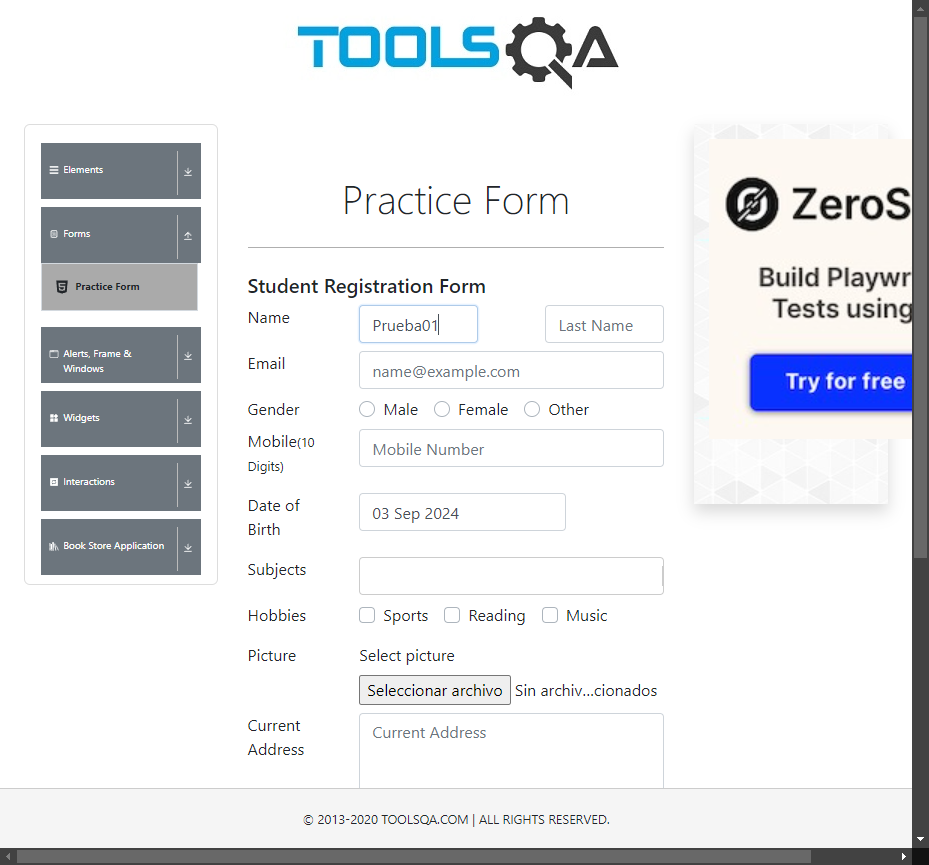 TOOLSQA
Elements
Forms
Practice Form
Alerts, Frame &
Windows
Widgets
Interactions
Book Store Application
Practice Form
Student Registration Form
Name
Prueba01
Last Name
Email
name@example.com
Gender
Male
Female
Other
Mobile(10
Digits)
Mobile Number
Date of
Birth
03 Sep 2024
Subjects
Hobbies
Sports
Reading
Music
Picture
Select picture
Seleccionar archivo
Sin archiv...cionados
Current
Address
Current Address
ZeroS
Build Playwr
Tests using
Try for free
© 2013-2020 TOOLSQA.COM | ALL RIGHTS RESERVED.